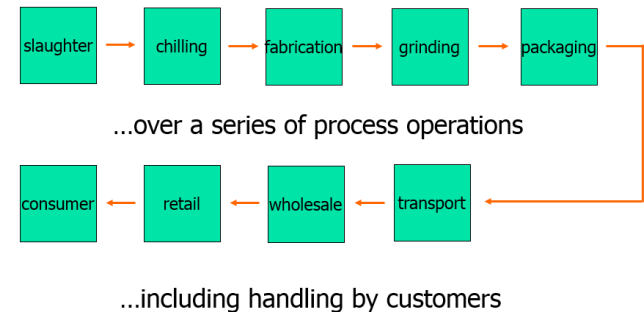 slaughter
chilling
fabrication
grinding
packaging
...over a series of process operations
consumer
retail
wholesale
transport
...including handling by customers